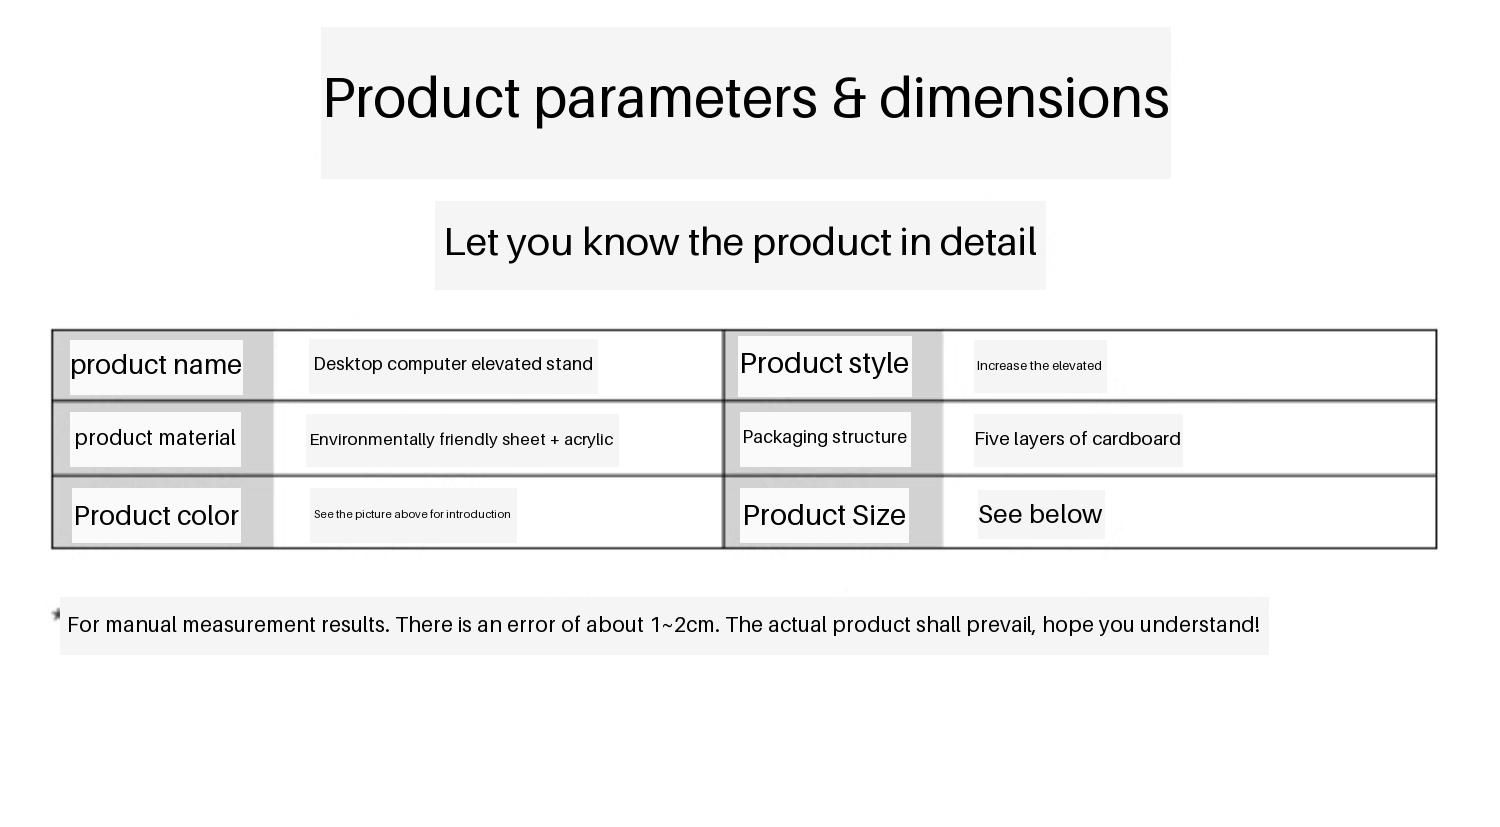 Product parameters & dimensions
Let you know the product in detail
product name Desktop computer elevated stand Product style Increase the elevated
product material Environmentally friendly sheet + acrylic Packaging structure Five layers of cardboard
Product color See the picture above for introduction Product Size See below
For manual measurement results. There is an error of about 1~2cm. The actual product shall prevail, hope you understand!